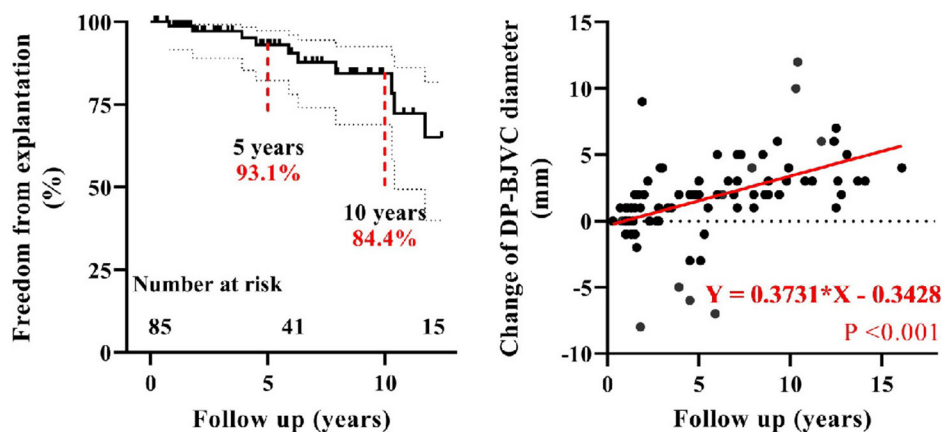 Freedom from explantation
(%)
100
75
50
25
0
5 years
93.1%
10 years
84.4%
Number at risk
85 41 15
0 5 10
Follow up (years)
Change of DP-BJVC diameter
(mm)
15
10
5
0
-5
-10
Y = 0.3731*X - 0.3428
P <0.001
0 5 10 15
Follow up (years)